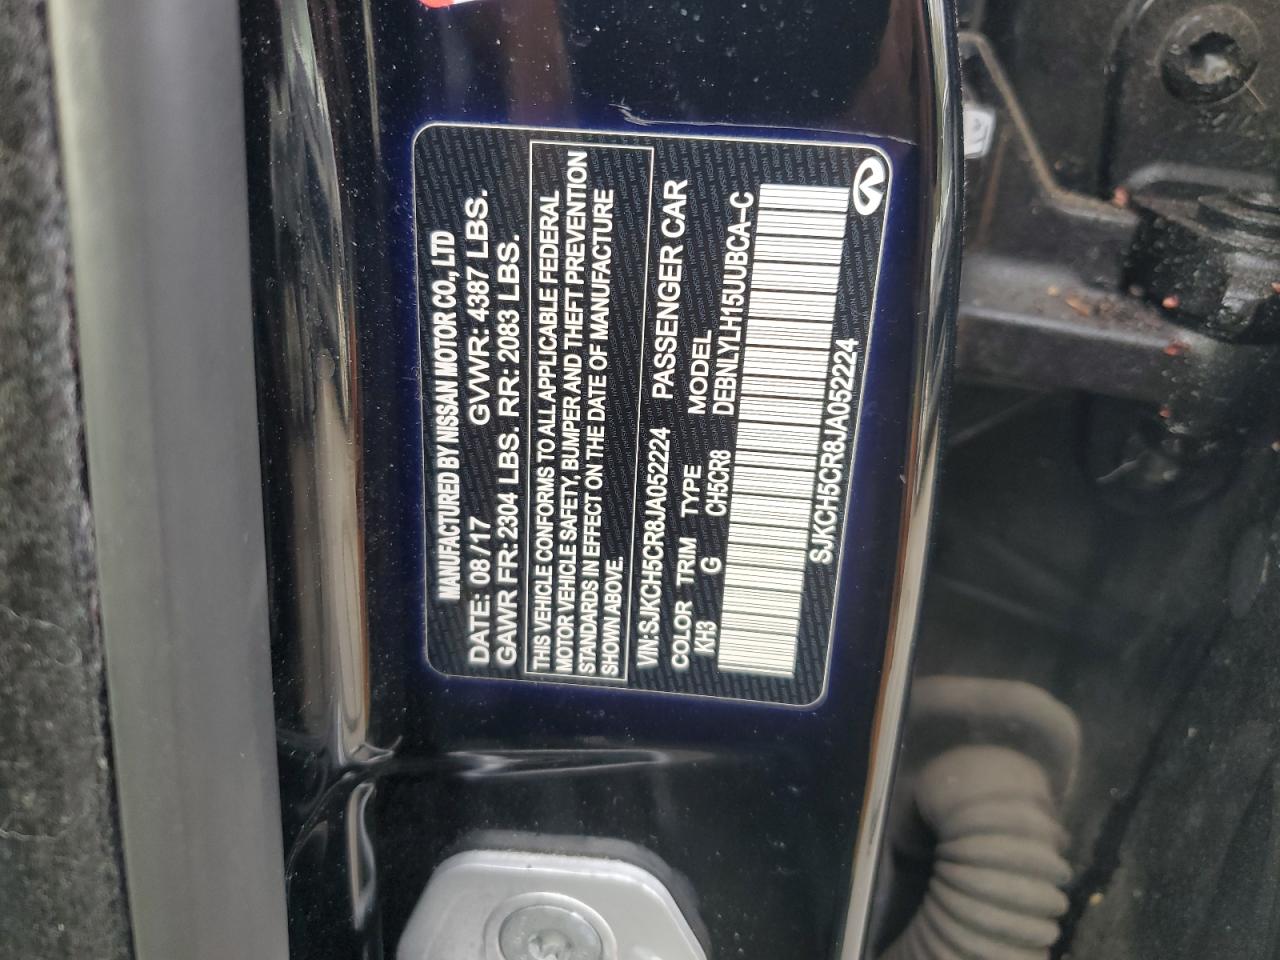 MANUFACTURED BY NISSAN MOTOR CO., LTD
DATE: 08/17 GVWR: 4387 LBS.
GAWR FR: 2304 LBS. RR: 2083 LBS.
THIS VEHICLE CONFORMS TO ALL APPLICABLE FEDERAL
MOTOR VEHICLE SAFETY, BUMPER AND THEFT PREVENTION
STANDARDS IN EFFECT ON THE DATE OF MANUFACTURE
SHOWN ABOVE.
VIN: SJKCH5CR8JA052224 PASSENGER CAR
COLOR TRIM TYPE MODEL
KH3 G CH5CR8 DEBNLYLH15UUBCA-C
SJKCH5CR8JA052224